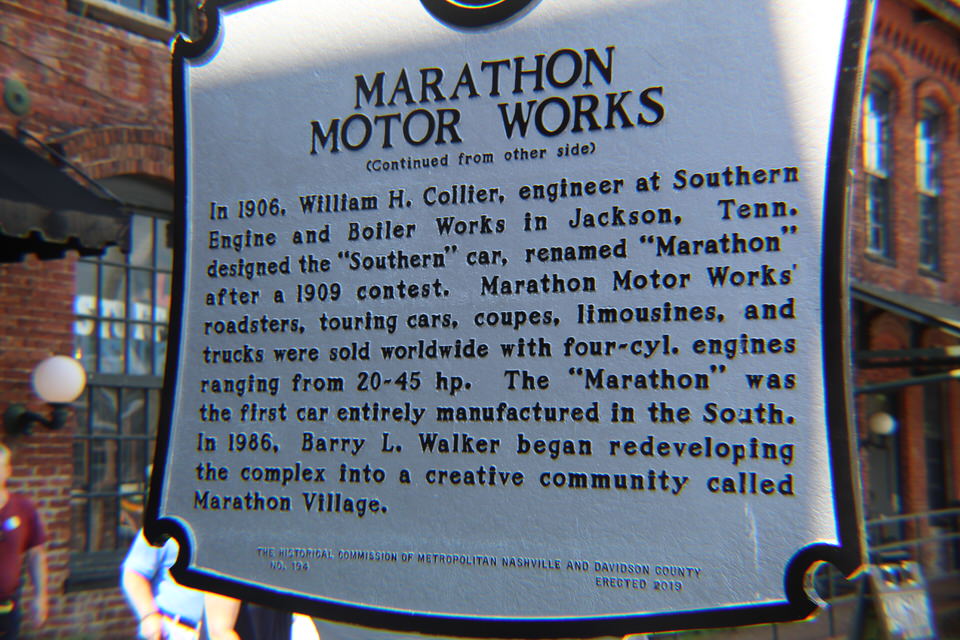 MARATHON
MOTOR WORKS
(Continued from other side)
In 1906, William H. Collier, engineer at Southern
Engine and Boiler Works in Jackson, Tenn.
designed the "Southern" car, renamed "Marathon"
after a 1909 contest. Marathon Motor Works'
roadsters, touring cars, coupes, limousines, and
trucks were sold worldwide with four-cyl. engines
ranging from 20-45 hp. The "Marathon" was
the first car entirely manufactured in the South.
In 1986, Barry L. Walker began redeveloping
the complex into a creative community called
Marathon Village.
THE HISTORICAL COMMISSION OF METROPOLITAN NASHVILLE AND DAVIDSON COUNTY
NO. 194
ERECTED 2019